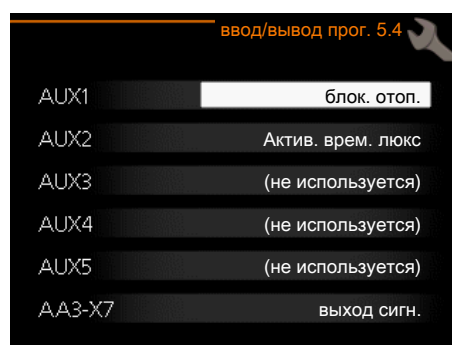 ввод/вывод прог. 5.4
AUX1 блок. отоп.
AUX2 Актив. врем. люкс
AUX3 (не используется)
AUX4 (не используется)
AUX5 (не используется)
AA3-X7 выход сигн.